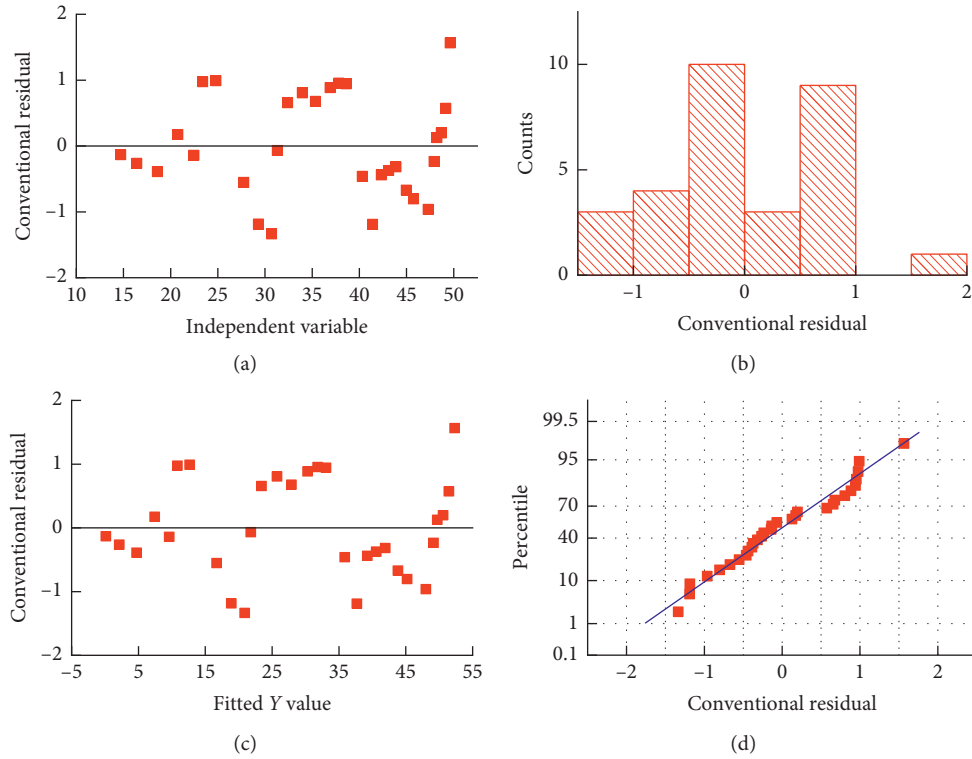 2
1
0
−1
−2
Conventional residual
10 15 20 25 30 35 40 45 50
Independent variable
(a)
10
5
0
Counts
−1 0 1 2
Conventional residual
(b)
2
1
0
−1
−2
Conventional residual
−5 5 15 25 35 45 55
Fitted Y value
(c)
99.5
95
70
40
10
1
0.1
Percentile
−2 −1 0 1 2
Conventional residual
(d)